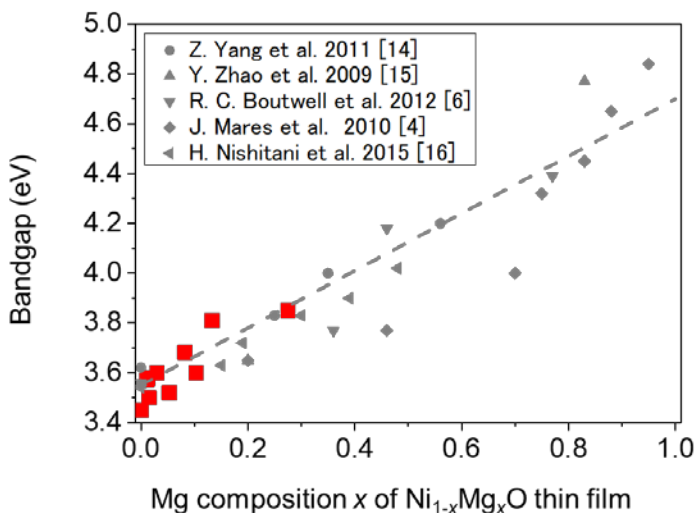 5.0
4.8
4.6
4.4
4.2
4.0
3.8
3.6
3.4
Bandgap (eV)
Z. Yang et al. 2011 [14]
Y. Zhao et al. 2009 [15]
R. C. Boutwell et al. 2012 [6]
J. Mares et al. 2010 [4]
H. Nishitani et al. 2015 [16]
0.0 0.2 0.4 0.6 0.8 1.0
Mg composition x of Ni₁₋ₓMgₓO thin film